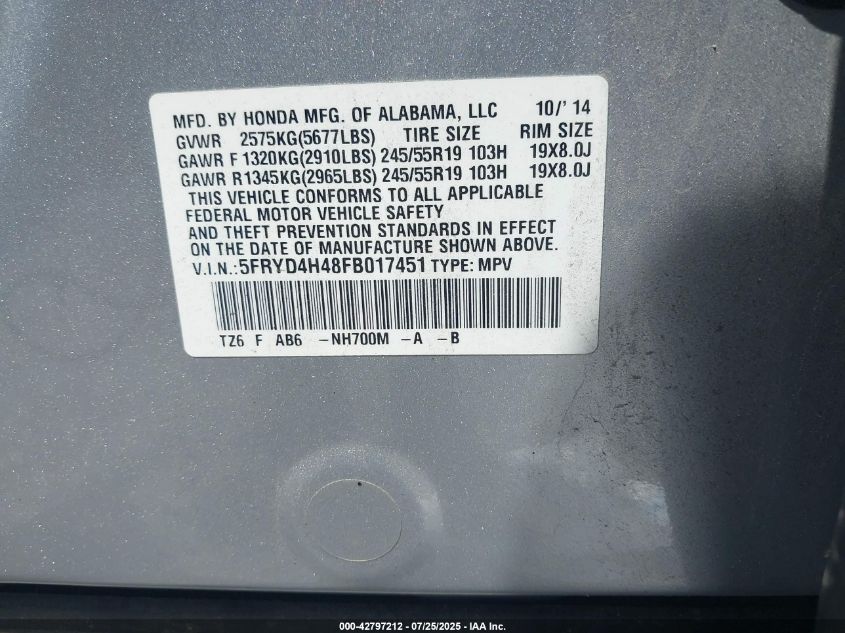 MFD. BY HONDA MFG. OF ALABAMA, LLC 10/'14
GVWR 2575KG(5677LBS) TIRE SIZE RIM SIZE
GAWR F 1320KG(2910LBS) 245/55R19 103H 19X8.0J
GAWR R1345KG(2965LBS) 245/55R19 103H 19X8.0J
THIS VEHICLE CONFORMS TO ALL APPLICABLE
FEDERAL MOTOR VEHICLE SAFETY
AND THEFT PREVENTION STANDARDS IN EFFECT
ON THE DATE OF MANUFACTURE SHOWN ABOVE.
V.I.N.:5FRYD4H48FB017451 TYPE: MPV
TZ6 F AB6 -NH700M -A -B
000-42797212 - 07/25/2025 - IAA Inc.